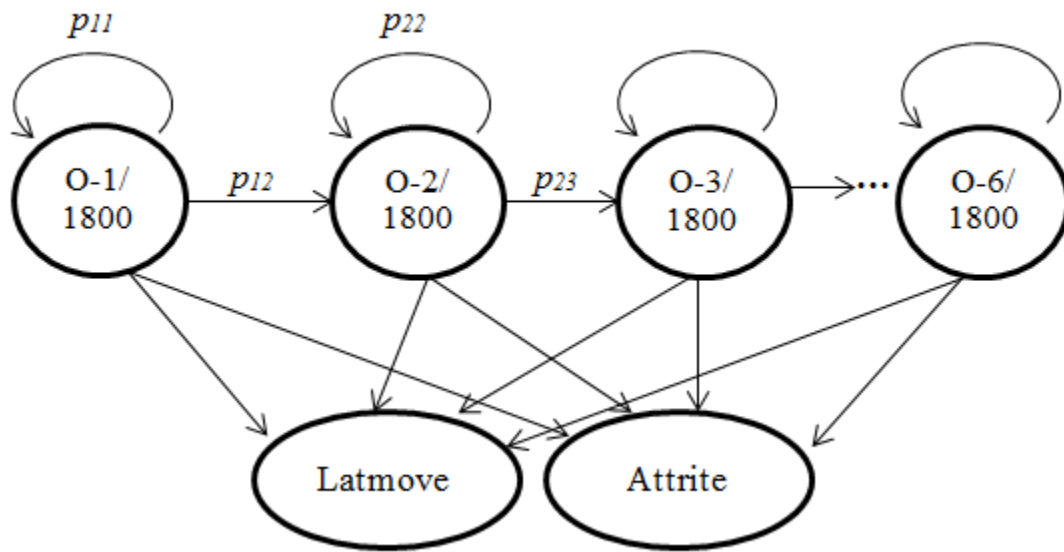 p11
p22
O-1/
1800
p12
O-2/
1800
p23
O-3/
1800
...
O-6/
1800
Latmove
Attrite